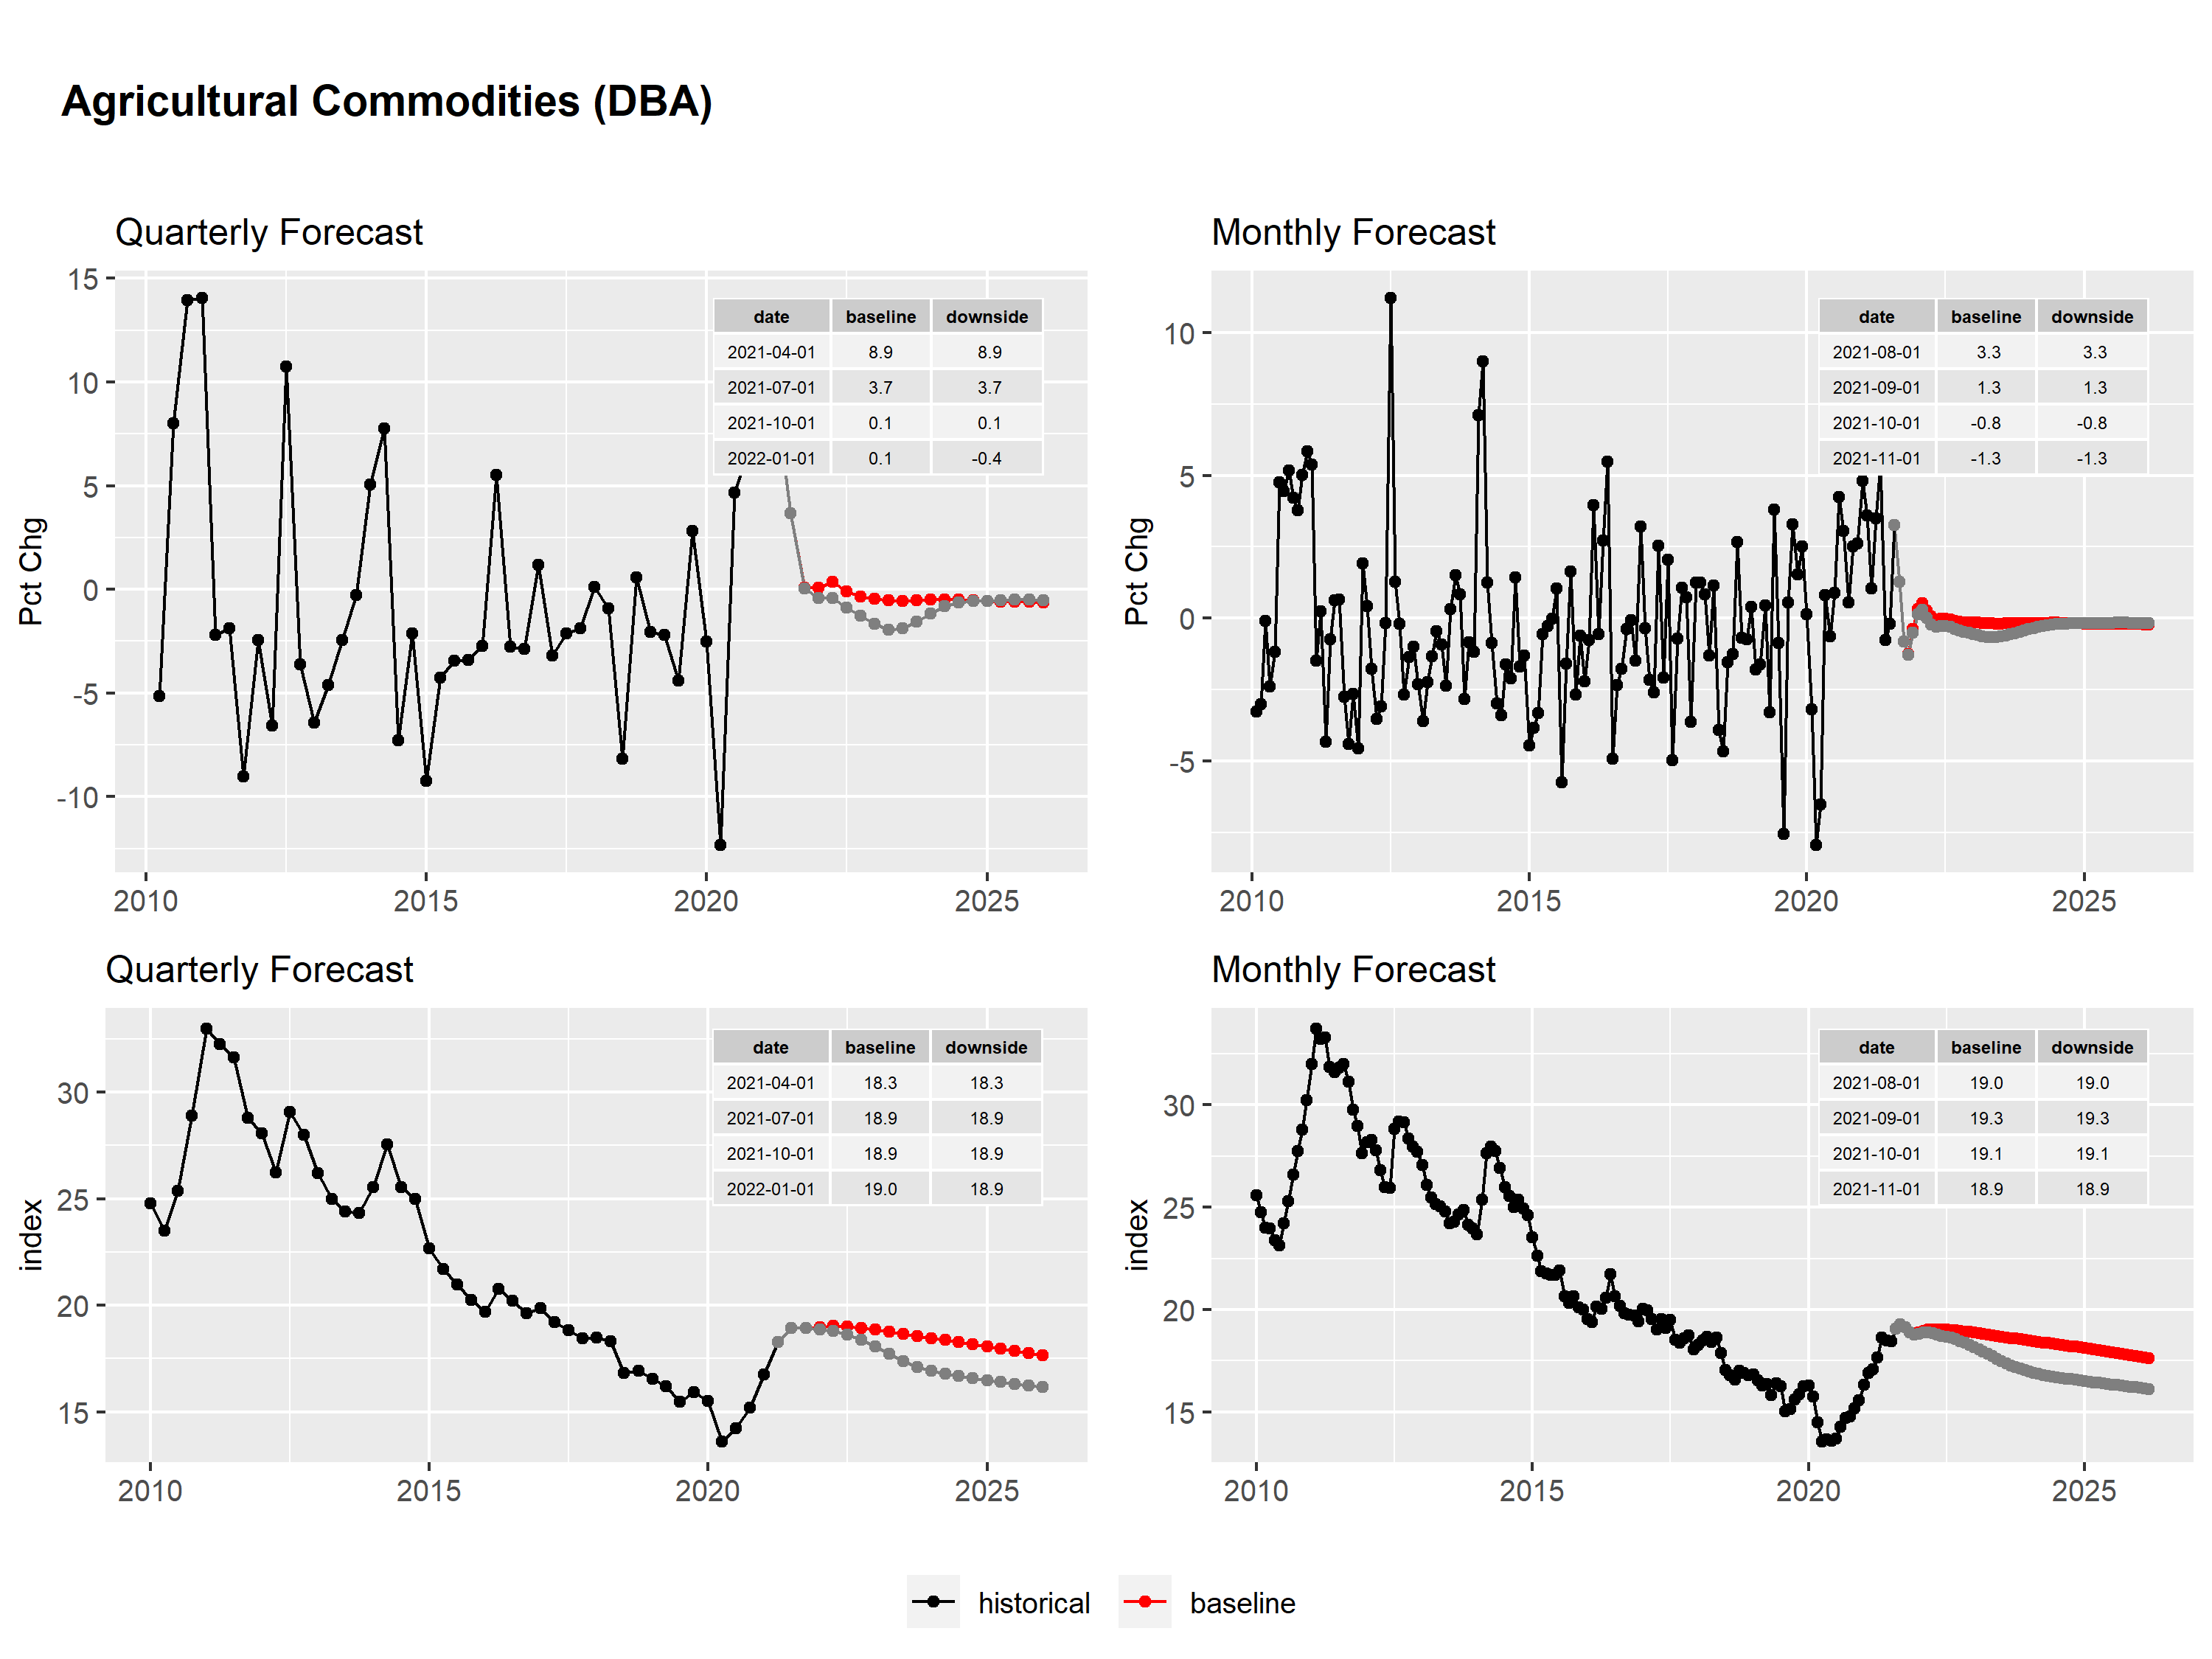 Agricultural Commodities (DBA)
Quarterly Forecast
Pct Chg
15
10
5
0
-5
-10
2010 2015 2020 2025
date baseline downside
2021-04-01 8.9 8.9
2021-07-01 3.7 3.7
2021-10-01 0.1 0.1
2022-01-01 0.1 -0.4
Monthly Forecast
Pct Chg
10
5
0
-5
2010 2015 2020 2025
date baseline downside
2021-08-01 3.3 3.3
2021-09-01 1.3 1.3
2021-10-01 -0.8 -0.8
2021-11-01 -1.3 -1.3
Quarterly Forecast
index
30
25
20
15
2010 2015 2020 2025
date baseline downside
2021-04-01 18.3 18.3
2021-07-01 18.9 18.9
2021-10-01 18.9 18.9
2022-01-01 19.0 18.9
Monthly Forecast
index
30
25
20
15
2010 2015 2020 2025
date baseline downside
2021-08-01 19.0 19.0
2021-09-01 19.3 19.3
2021-10-01 19.1 19.1
2021-11-01 18.9 18.9
historical baseline